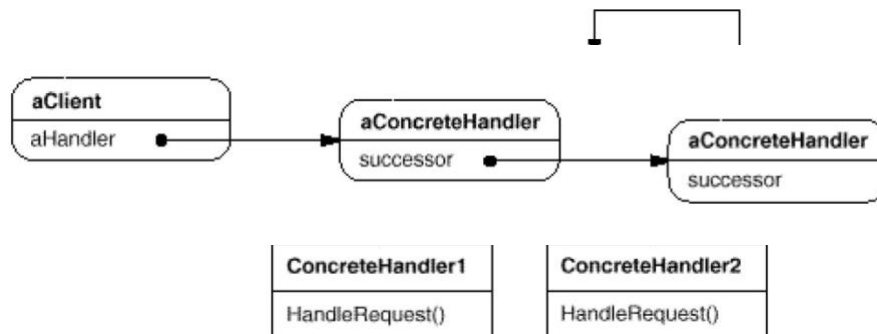 aClient
aHandler
aConcreteHandler
successor
aConcreteHandler
successor
ConcreteHandler1
HandleRequest()
ConcreteHandler2
HandleRequest()